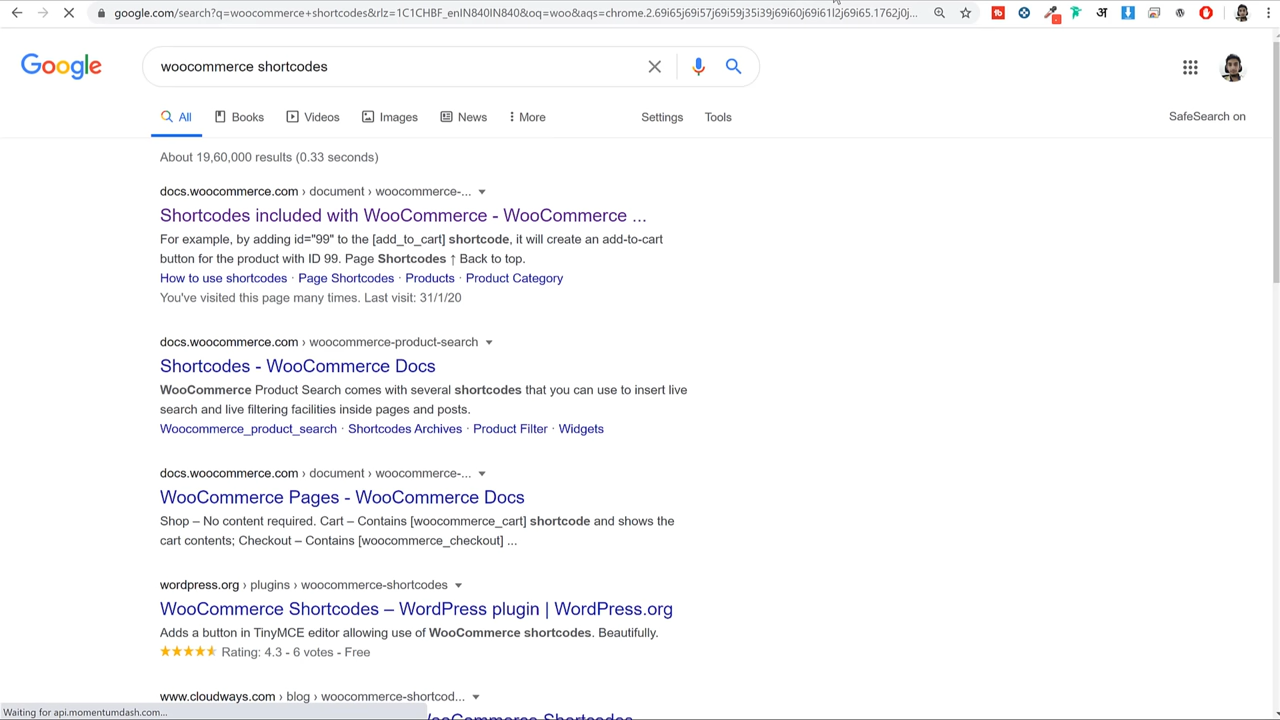 google.com/search?q=woocommerce+shortcodes&rlz=1C1CHBF_enIN840IN840&oq=woo&aqs=chrome.2.69i65j69i57j69i59j35i39j69i60j69i61l2j69i65.1762j0j...
Google
woocommerce shortcodes
All Books Videos Images News More Settings Tools SafeSearch on
About 19,60,000 results (0.33 seconds)
docs.woocommerce.com › document › woocommerce-...
Shortcodes included with WooCommerce - WooCommerce ...
For example, by adding id="99" to the [add_to_cart] shortcode, it will create an add-to-cart
button for the product with ID 99. Page Shortcodes ↑ Back to top.
How to use shortcodes · Page Shortcodes · Products · Product Category
You've visited this page many times. Last visit: 31/1/20
docs.woocommerce.com › woocommerce-product-search
Shortcodes - WooCommerce Docs
WooCommerce Product Search comes with several shortcodes that you can use to insert live
search and live filtering facilities inside pages and posts.
Woocommerce_product_search · Shortcodes Archives · Product Filter · Widgets
docs.woocommerce.com › document › woocommerce-...
WooCommerce Pages - WooCommerce Docs
Shop – No content required. Cart – Contains [woocommerce_cart] shortcode and shows the
cart contents; Checkout – Contains [woocommerce_checkout] ...
wordpress.org › plugins › woocommerce-shortcodes
WooCommerce Shortcodes – WordPress plugin | WordPress.org
Adds a button in TinyMCE editor allowing use of WooCommerce shortcodes. Beautifully.
Rating: 4.3 - 6 votes - Free
www.cloudways.com › blog › woocommerce-shortcod...
WooCommerce Shortcodes
Waiting for api.momentumdash.com...